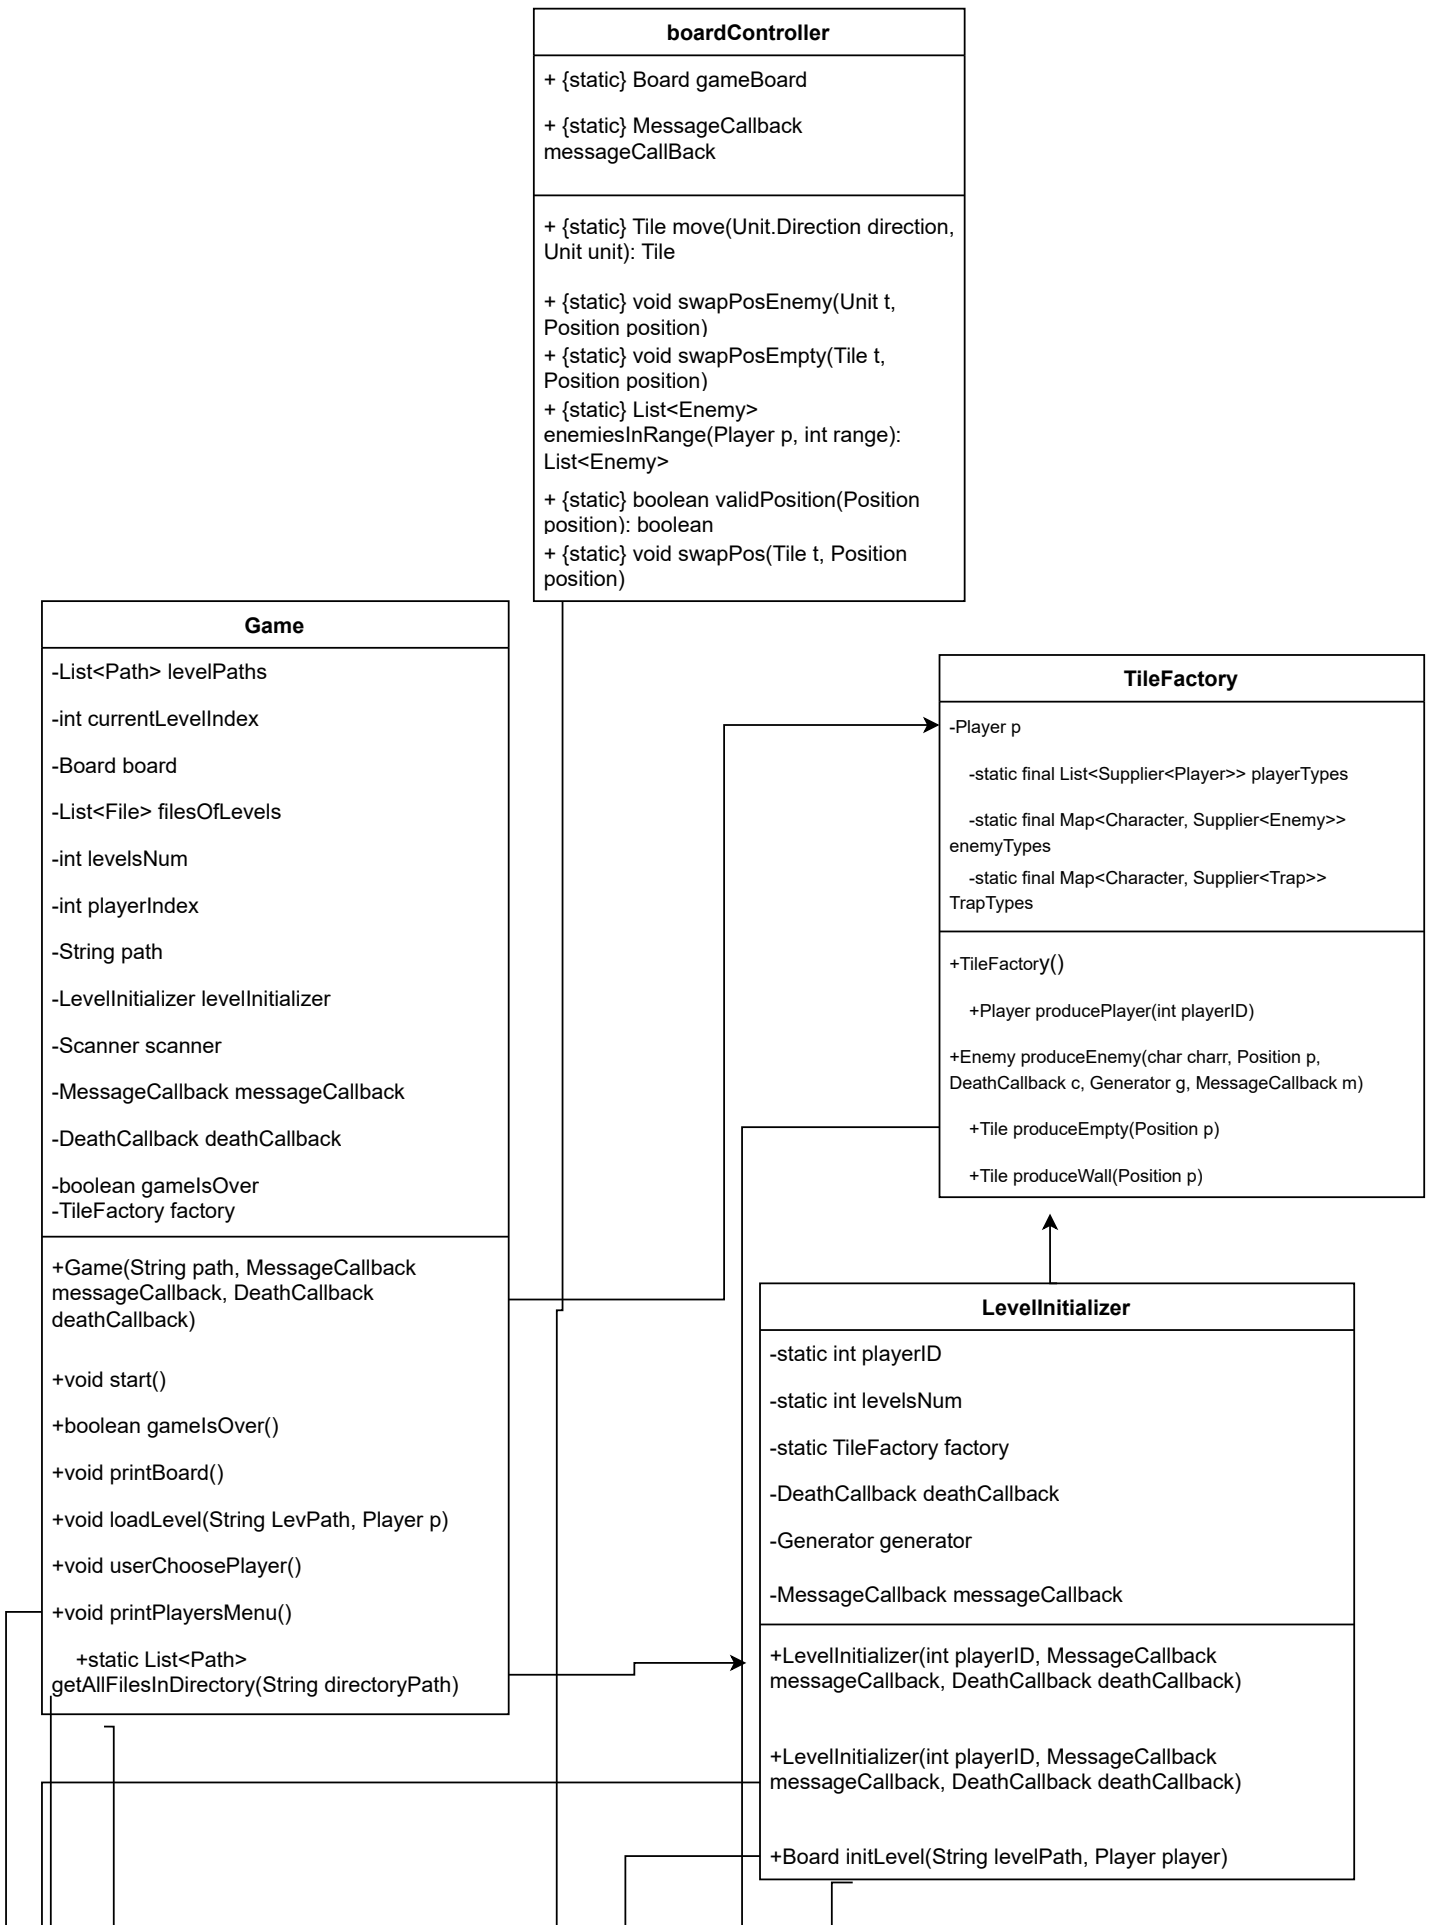 boardController
+ {static} Board gameBoard
+ {static} MessageCallback
messageCallBack
+ {static} Tile move(Unit.Direction direction,
Unit unit): Tile
+ {static} void swapPosEnemy(Unit t,
Position position)
+ {static} void swapPosEmpty(Tile t,
Position position)
+ {static} List<Enemy>
enemiesInRange(Player p, int range):
List<Enemy>
+ {static} boolean validPosition(Position
position): boolean
+ {static} void swapPos(Tile t, Position
position)
Game
-List<Path> levelPaths
-int currentLevelIndex
-Board board
-List<File> filesOfLevels
-int levelsNum
-int playerIndex
-String path
-LevelInitializer levelInitializer
-Scanner scanner
-MessageCallback messageCallback
-DeathCallback deathCallback
-boolean gameIsOver
-TileFactory factory
+Game(String path, MessageCallback
messageCallback, DeathCallback
deathCallback)
+void start()
+boolean gameIsOver()
+void printBoard()
+void loadLevel(String LevPath, Player p)
+void userChoosePlayer()
+void printPlayersMenu()
+static List<Path>
getAllFilesInDirectory(String directoryPath)
TileFactory
-Player p
-static final List<Supplier<Player>> playerTypes
-static final Map<Character, Supplier<Enemy>>
enemyTypes
-static final Map<Character, Supplier<Trap>>
TrapTypes
+TileFactory()
+Player producePlayer(int playerID)
+Enemy produceEnemy(char charr, Position p,
DeathCallback c, Generator g, MessageCallback m)
+Tile produceEmpty(Position p)
+Tile produceWall(Position p)
LevelInitializer
-static int playerID
-static int levelsNum
-static TileFactory factory
-DeathCallback deathCallback
-Generator generator
-MessageCallback messageCallback
+LevelInitializer(int playerID, MessageCallback
messageCallback, DeathCallback deathCallback)
+LevelInitializer(int playerID, MessageCallback
messageCallback, DeathCallback deathCallback)
+Board initLevel(String levelPath, Player player)